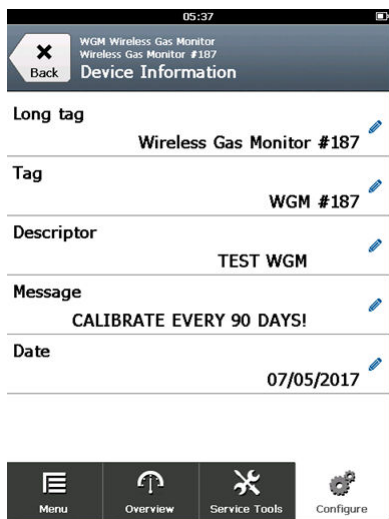 05:37
WGM Wireless Gas Monitor
Wireless Gas Monitor #187
Device Information
Back
Long tag
Wireless Gas Monitor #187
Tag
WGM #187
Descriptor
TEST WGM
Message
CALIBRATE EVERY 90 DAYS!
Date
07/05/2017
Menu
Overview
Service Tools
Configure